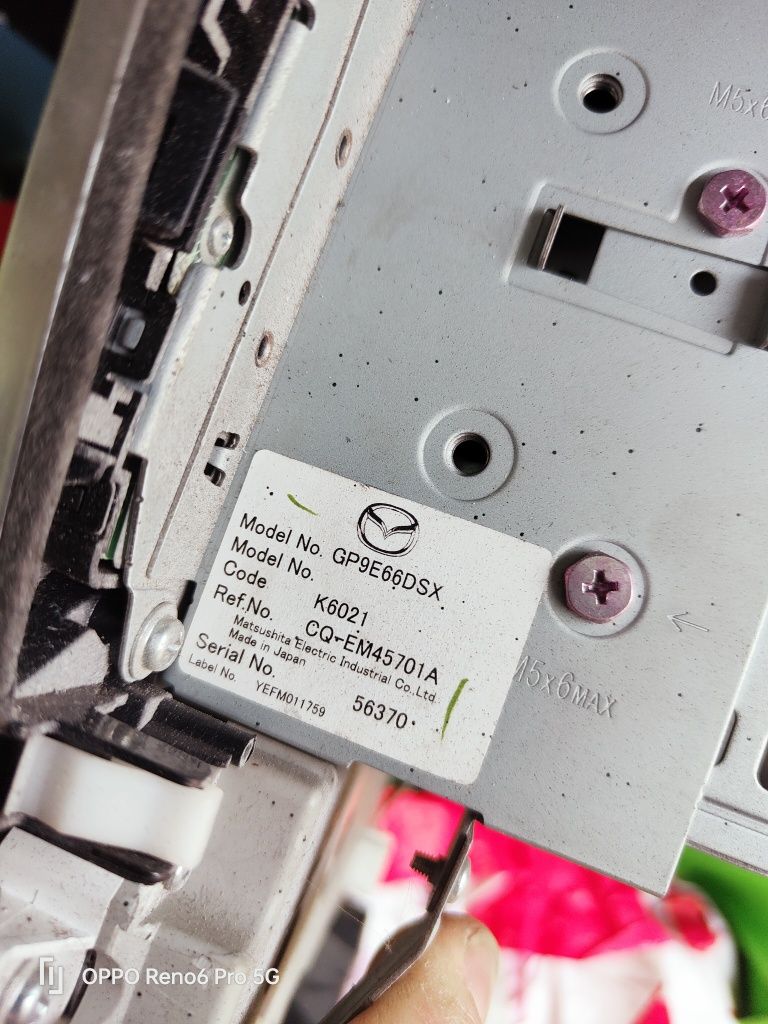 M5x6
Model No. GP9E66DSX
Model No.
Code K6021
Ref.No. CQ-EM45701A
Matsushita Electric Industrial Co.,Ltd.
Made in Japan
Serial No. 56370
Label No. YEFM011759
M5x6MAX
OPPO Reno6 Pro 5G